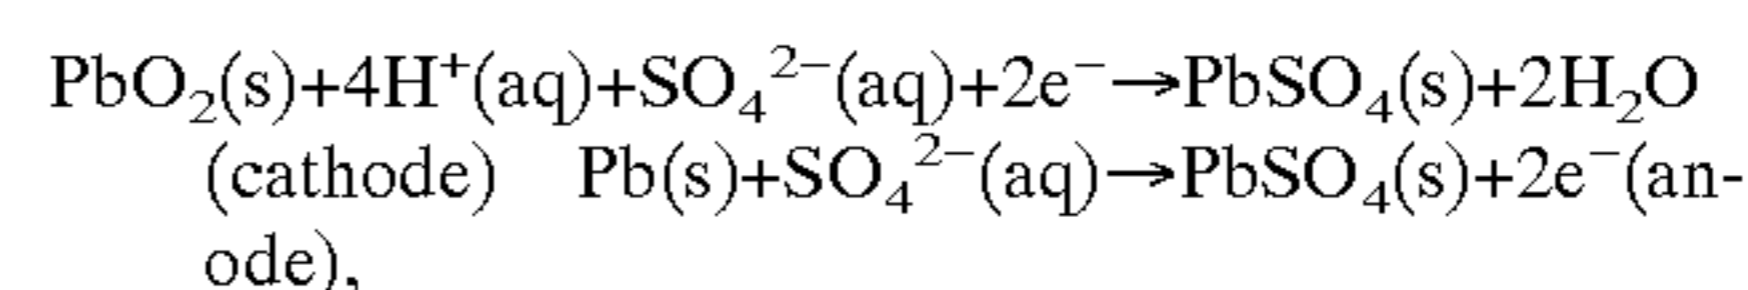 PbO₂(s)+4H⁺(aq)+SO₄²⁻(aq)+2e⁻→PbSO₄(s)+2H₂O
(cathode) Pb(s)+SO₄²⁻(aq)→PbSO₄(s)+2e⁻(an-
ode),